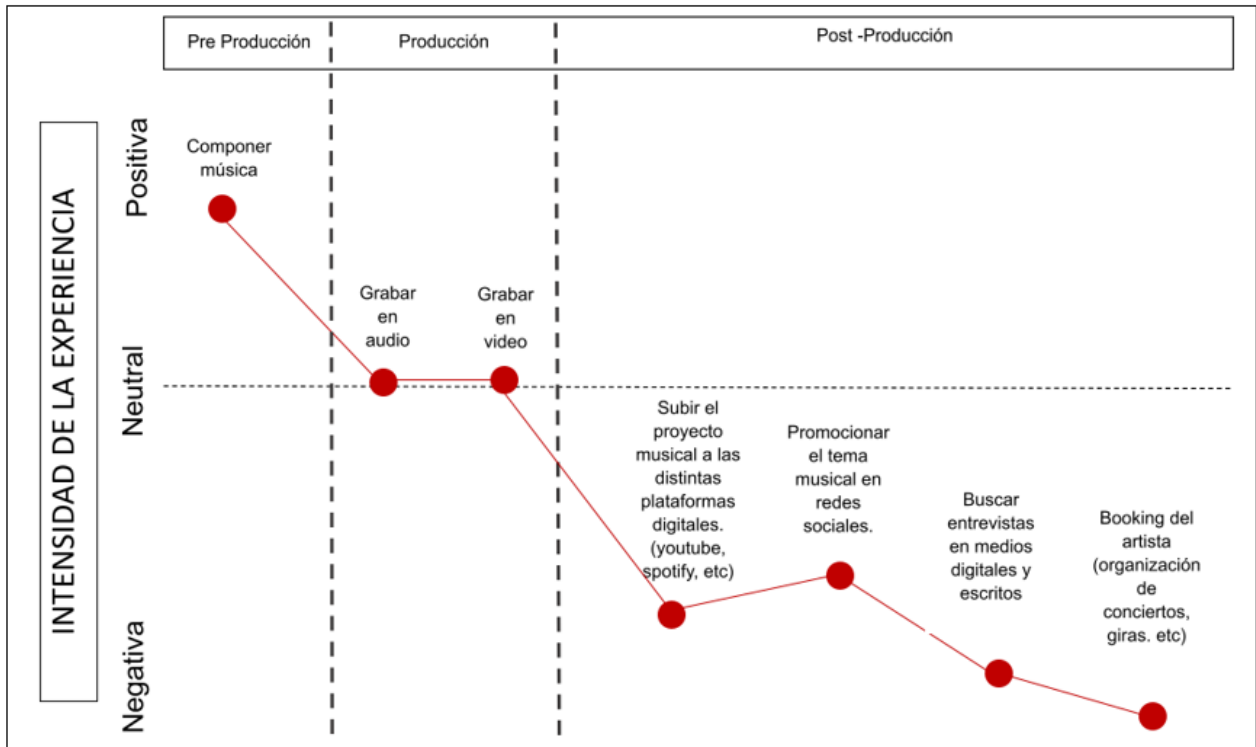 Pre Producción
Producción
Post -Producción
INTENSIDAD DE LA EXPERIENCIA
Positiva
Neutral
Negativa
Componer
música
Grabar
en
audio
Grabar
en
video
Subir el
proyecto
musical a las
distintas
plataformas
digitales.
(youtube,
spotify, etc)
Promocionar
el tema
musical en
redes
sociales.
Buscar
entrevistas
en medios
digitales y
escritos
Booking del
artista
(organización
de
conciertos,
giras. etc)